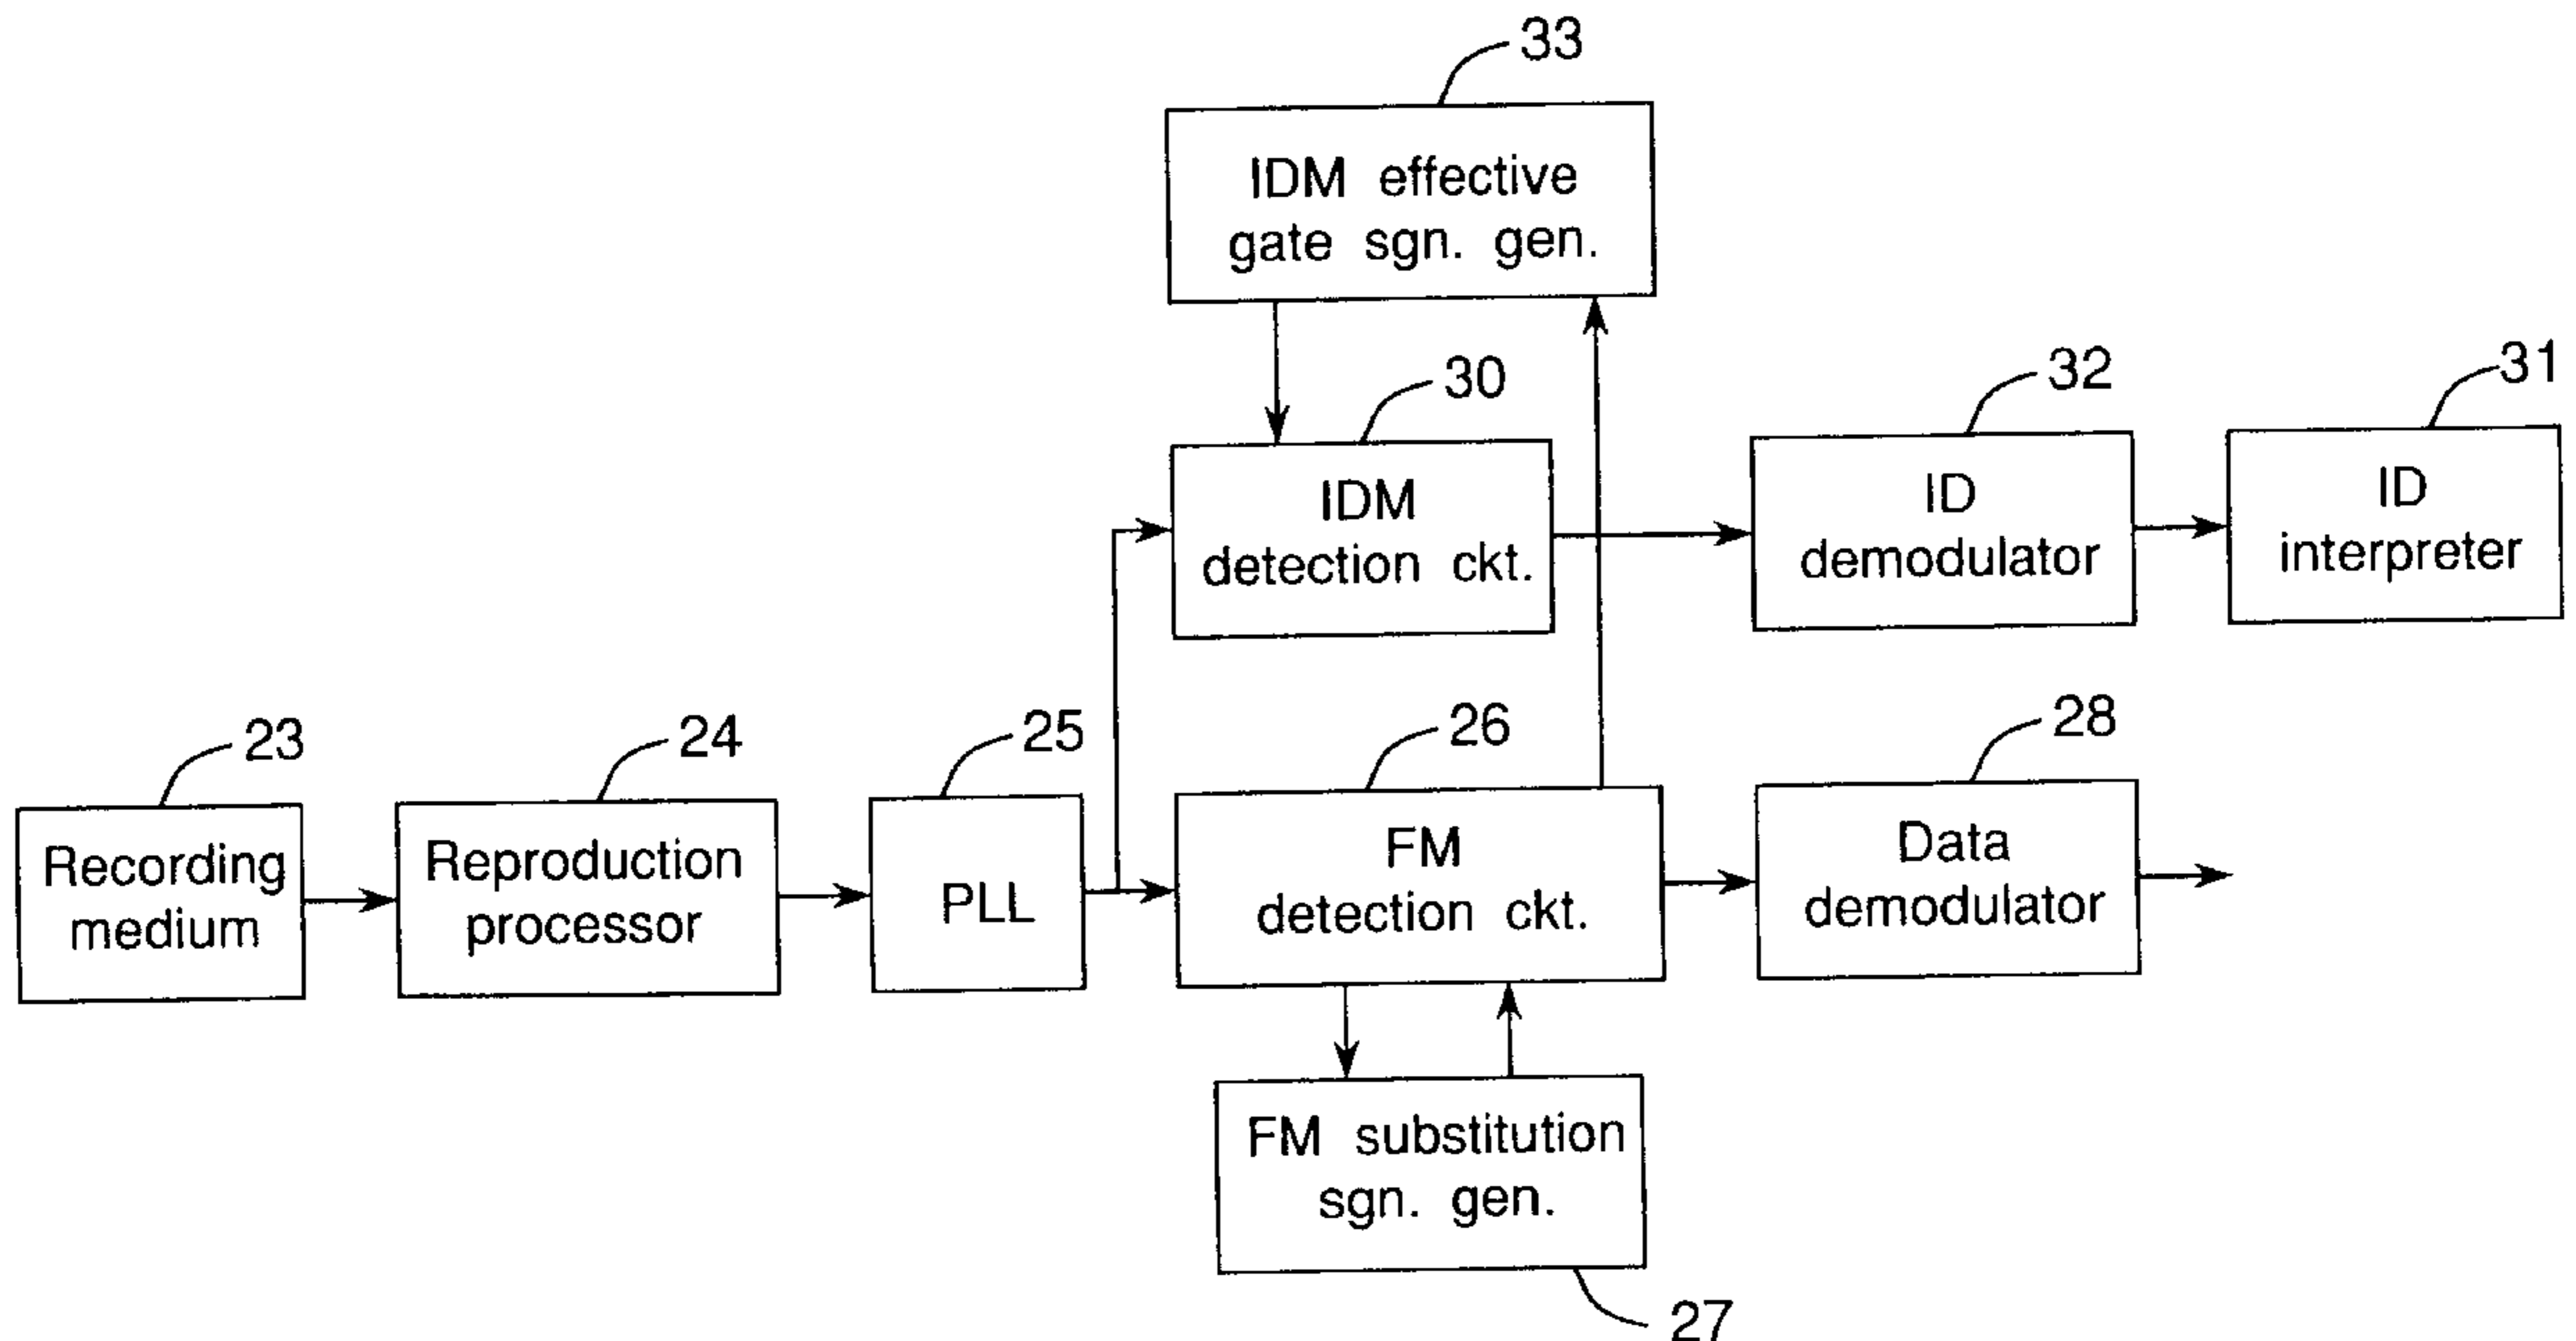 33
IDM effective
gate sgn. gen.
30
IDM
detection ckt.
32
ID
demodulator
31
ID
interpreter
23
Recording
medium
24
Reproduction
processor
25
PLL
26
FM
detection ckt.
28
Data
demodulator
FM substitution
sgn. gen.
27